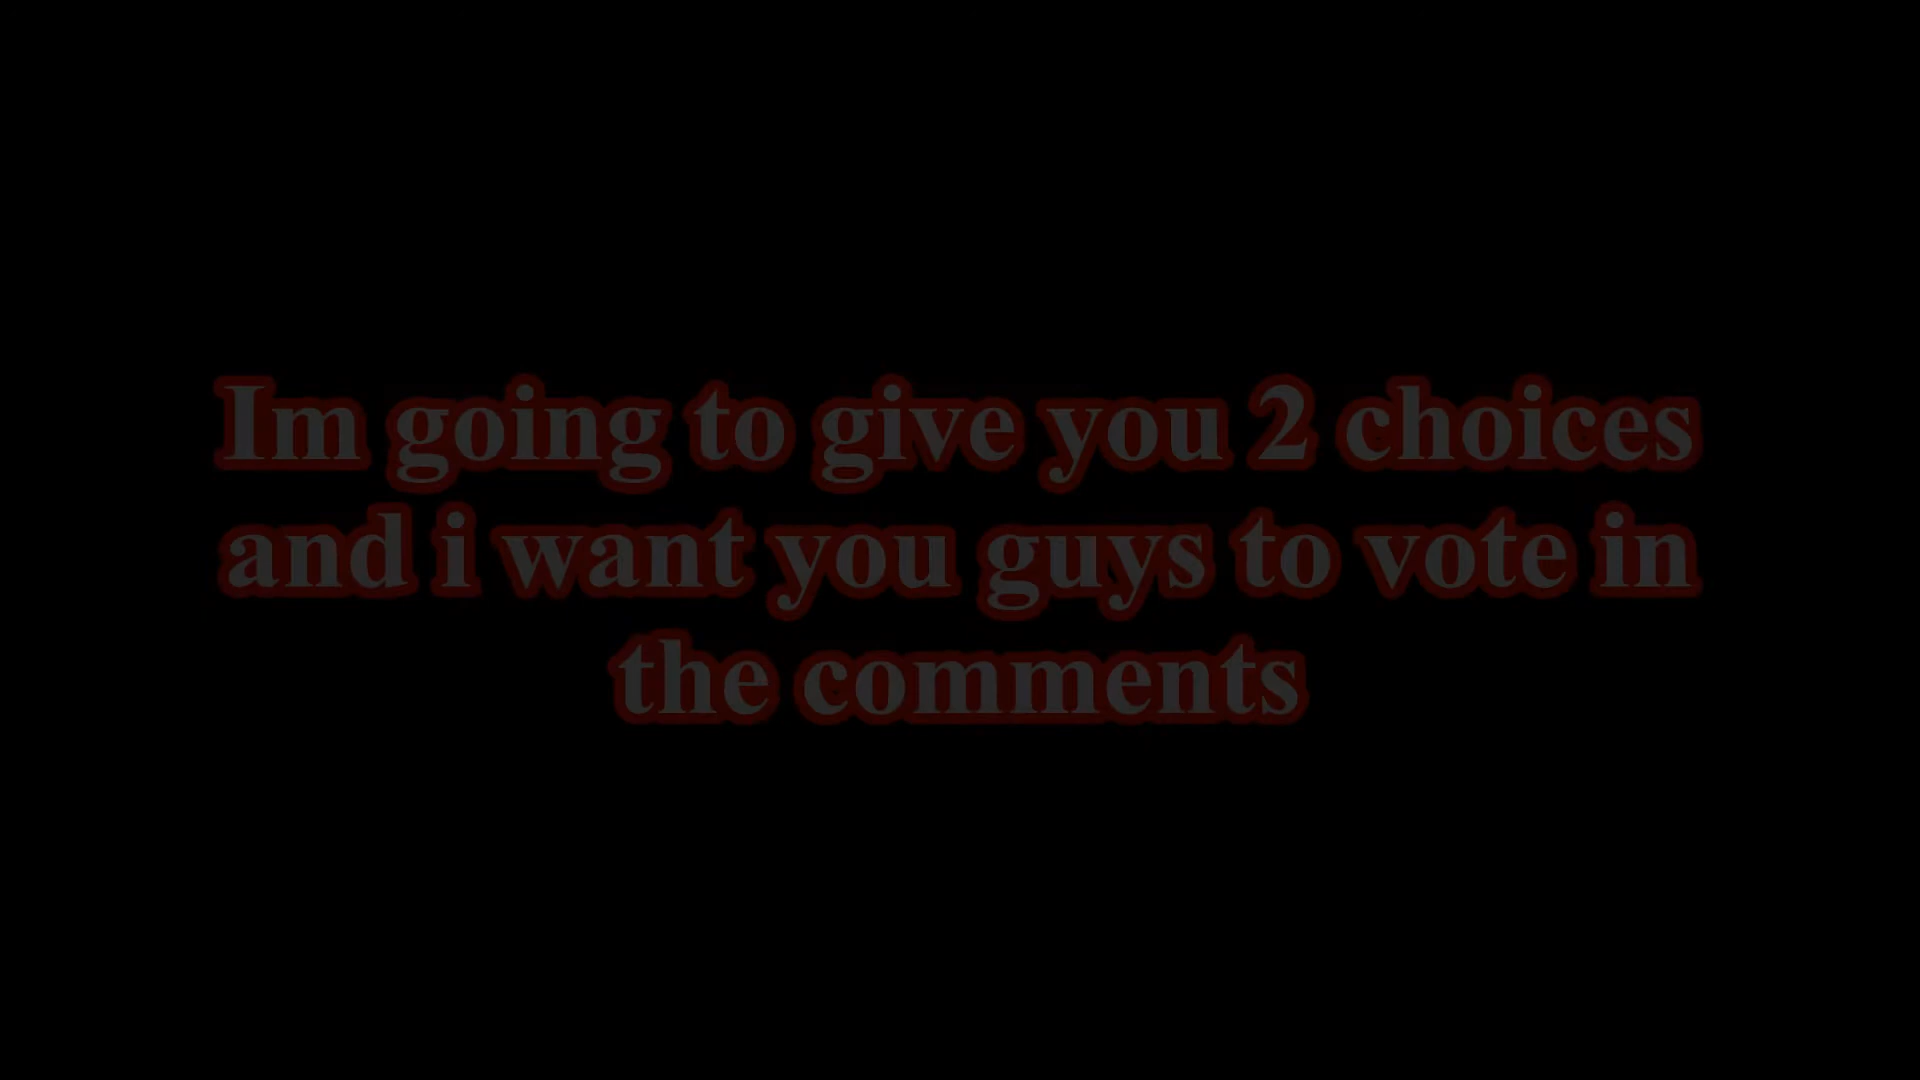 Im going to give you 2 choices
and i want you guys to vote in
the comments